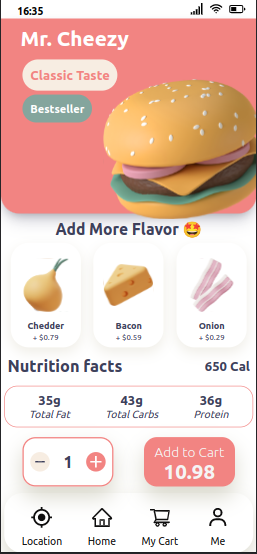 16:35
Mr. Cheezy
Classic Taste
Bestseller
Add More Flavor 🤩
Chedder
+ $0.79
Bacon
+ $0.59
Onion
+ $0.29
Nutrition facts 650 Cal
35g 43g 36g
Total Fat Total Carbs Protein
1
Add to Cart
10.98
Location Home My Cart Me